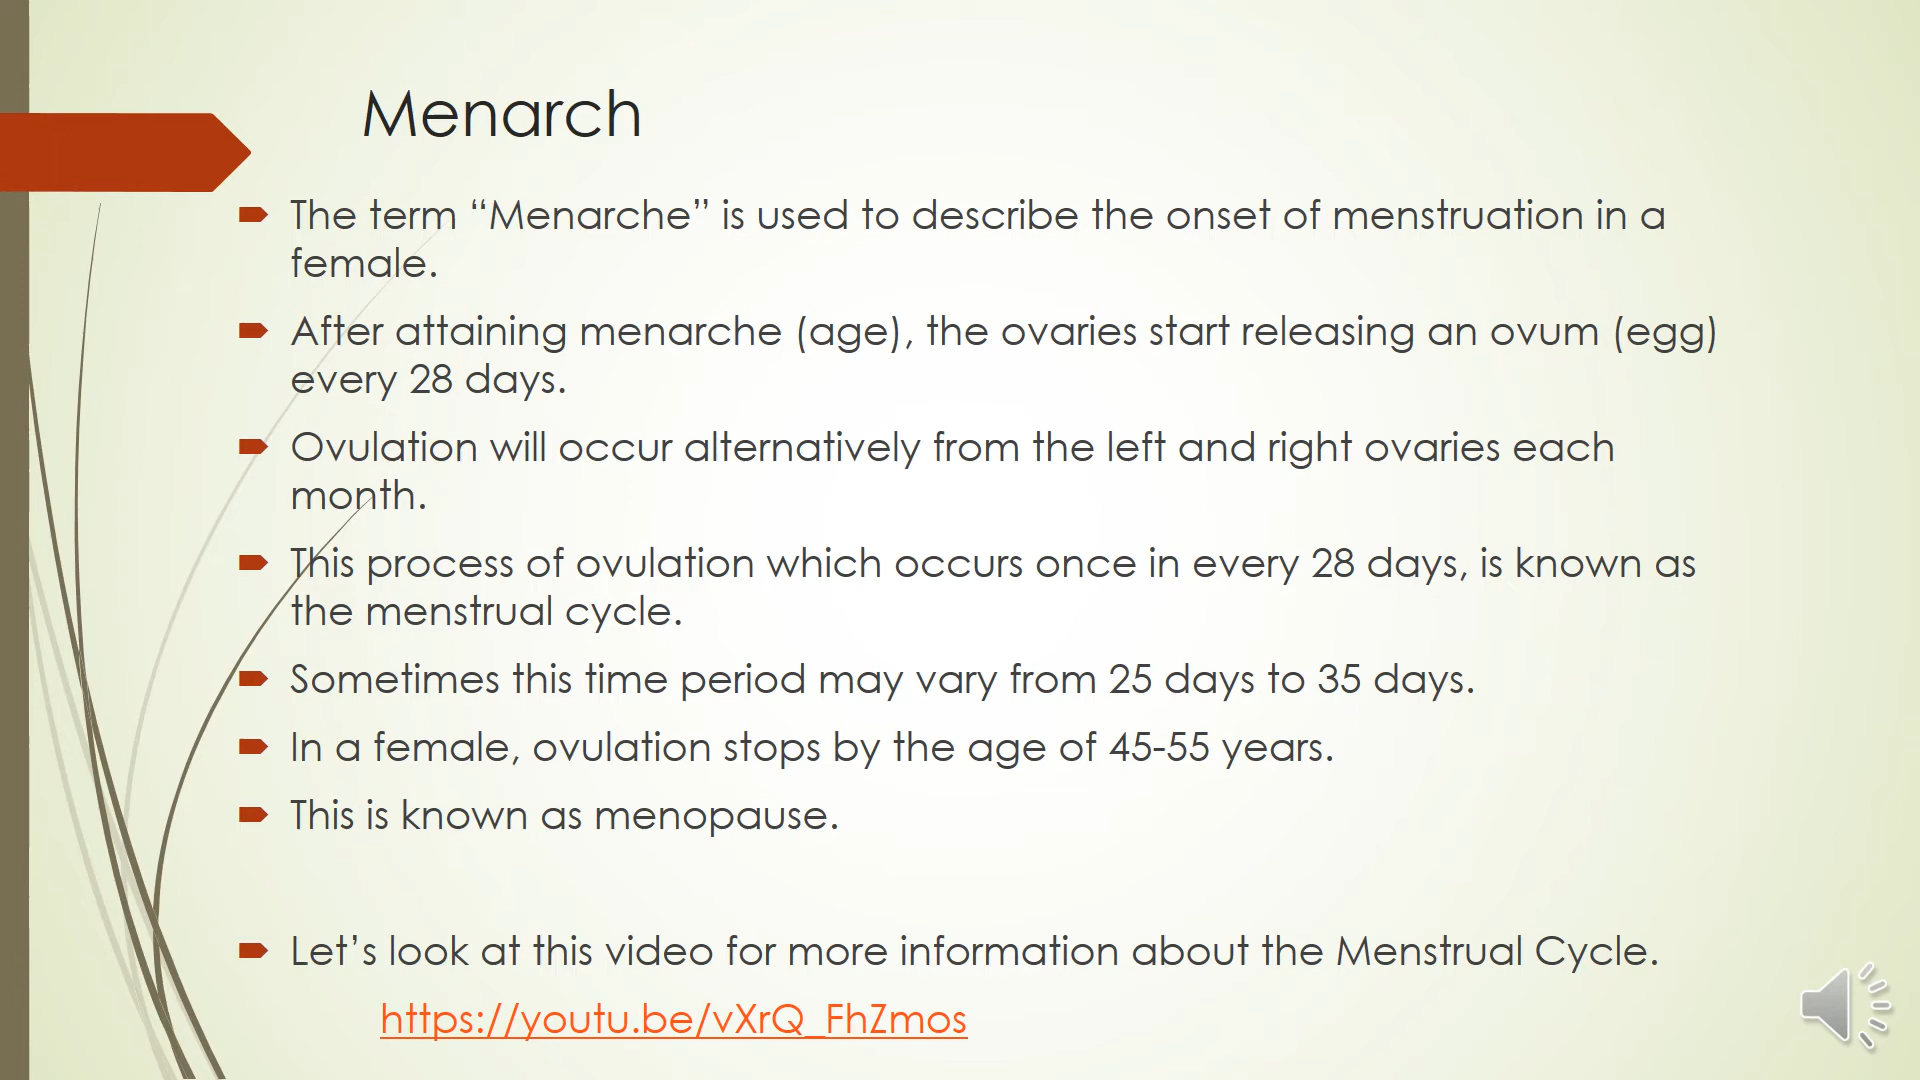 Menarch
The term “Menarche” is used to describe the onset of menstruation in a
female.
After attaining menarche (age), the ovaries start releasing an ovum (egg)
every 28 days.
Ovulation will occur alternatively from the left and right ovaries each
month.
This process of ovulation which occurs once in every 28 days, is known as
the menstrual cycle.
Sometimes this time period may vary from 25 days to 35 days.
In a female, ovulation stops by the age of 45-55 years.
This is known as menopause.
Let’s look at this video for more information about the Menstrual Cycle.
https://youtu.be/vXrQ_FhZmos